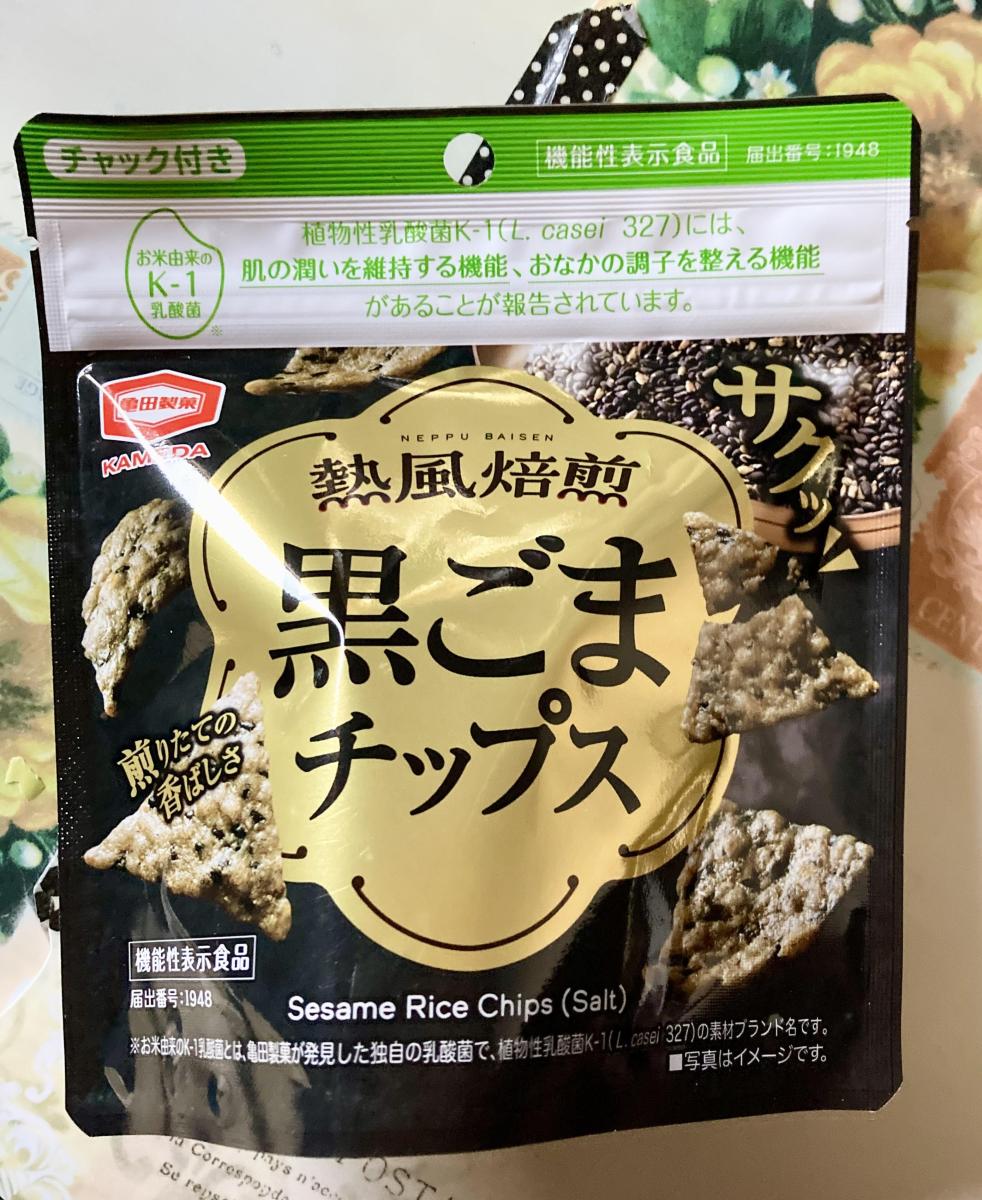 チャック付き
機能性表示食品 届出番号:I948
お米由来の
K-1
乳酸菌
※
植物性乳酸菌K-1(L. casei 327)には、
肌の潤いを維持する機能、おなかの調子を整える機能
があることが報告されています。
亀田製菓
KAMEDA
サクッ
NEPPU BAISEN
熱風焙煎
黒ごま
チップス
煎りたての
香ばしさ
機能性表示食品
届出番号:I948
Sesame Rice Chips (Salt)
※お米由来のK-1乳酸菌とは、亀田製菓が発見した独自の乳酸菌で、植物性乳酸菌K-1(L. casei 327)の素材ブランド名です。
■写真はイメージです。
CEN
Correspond
pays n'a
OST
Se rese